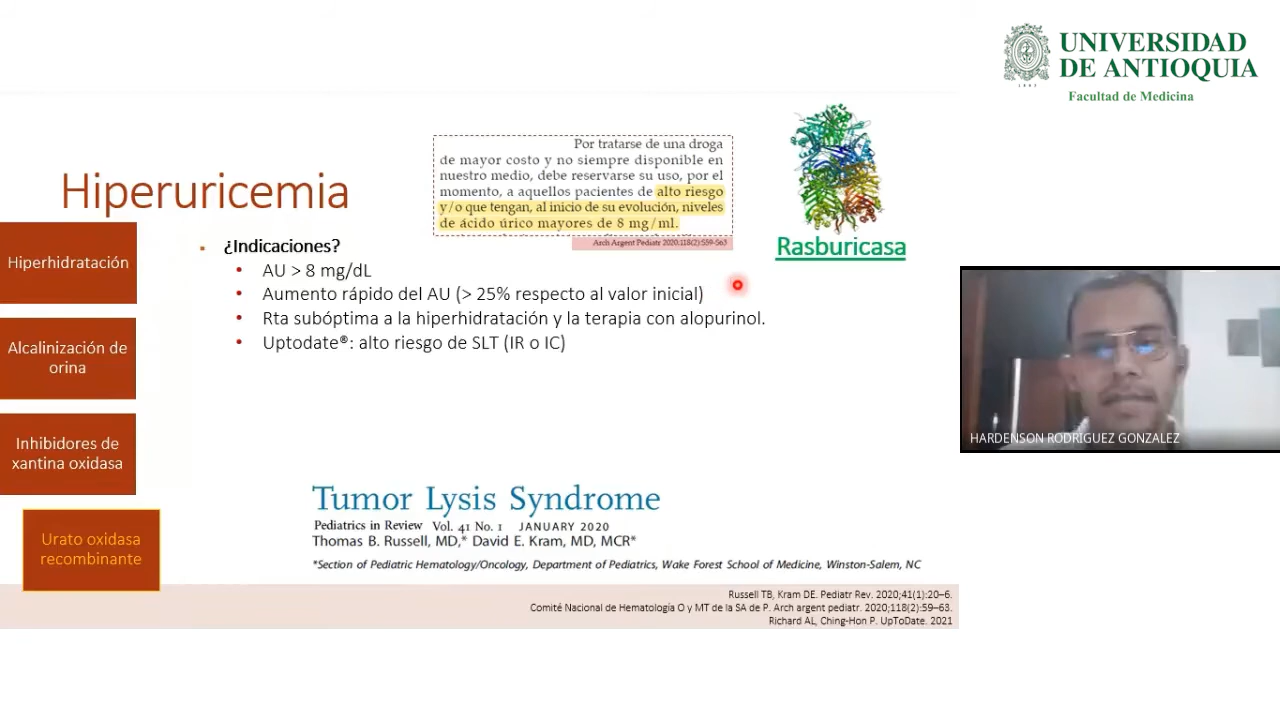 UNIVERSIDAD
DE ANTIOQUIA
1803
Facultad de Medicina
Hiperuricemia
Por tratarse de una droga
de mayor costo y no siempre disponible en
nuestro medio, debe reservarse su uso, por el
momento, a aquellos pacientes de alto riesgo
y/o que tengan, al inicio de su evolución, niveles
de ácido úrico mayores de 8 mg/ml.
Arch Argent Pediatr 2020;118(2):S59-S63
Rasburicasa
Hiperhidratación
Alcalinización de
orina
Inhibidores de
xantina oxidasa
Urato oxidasa
recombinante
▪ ¿Indicaciones?
• AU > 8 mg/dL
• Aumento rápido del AU (> 25% respecto al valor inicial)
• Rta subóptima a la hiperhidratación y la terapia con alopurinol.
• Uptodate®: alto riesgo de SLT (IR o IC)
Tumor Lysis Syndrome
Pediatrics in Review Vol. 41 No. 1 JANUARY 2020
Thomas B. Russell, MD,* David E. Kram, MD, MCR*
*Section of Pediatric Hematology/Oncology, Department of Pediatrics, Wake Forest School of Medicine, Winston-Salem, NC
Russell TB, Kram DE. Pediatr Rev. 2020;41(1):20–6.
Comité Nacional de Hematología O y MT de la SA de P. Arch argent pediatr. 2020;118(2):S59–63.
Richard AL, Ching-Hon P. UpToDate. 2021
HARDENSON RODRIGUEZ GONZALEZ